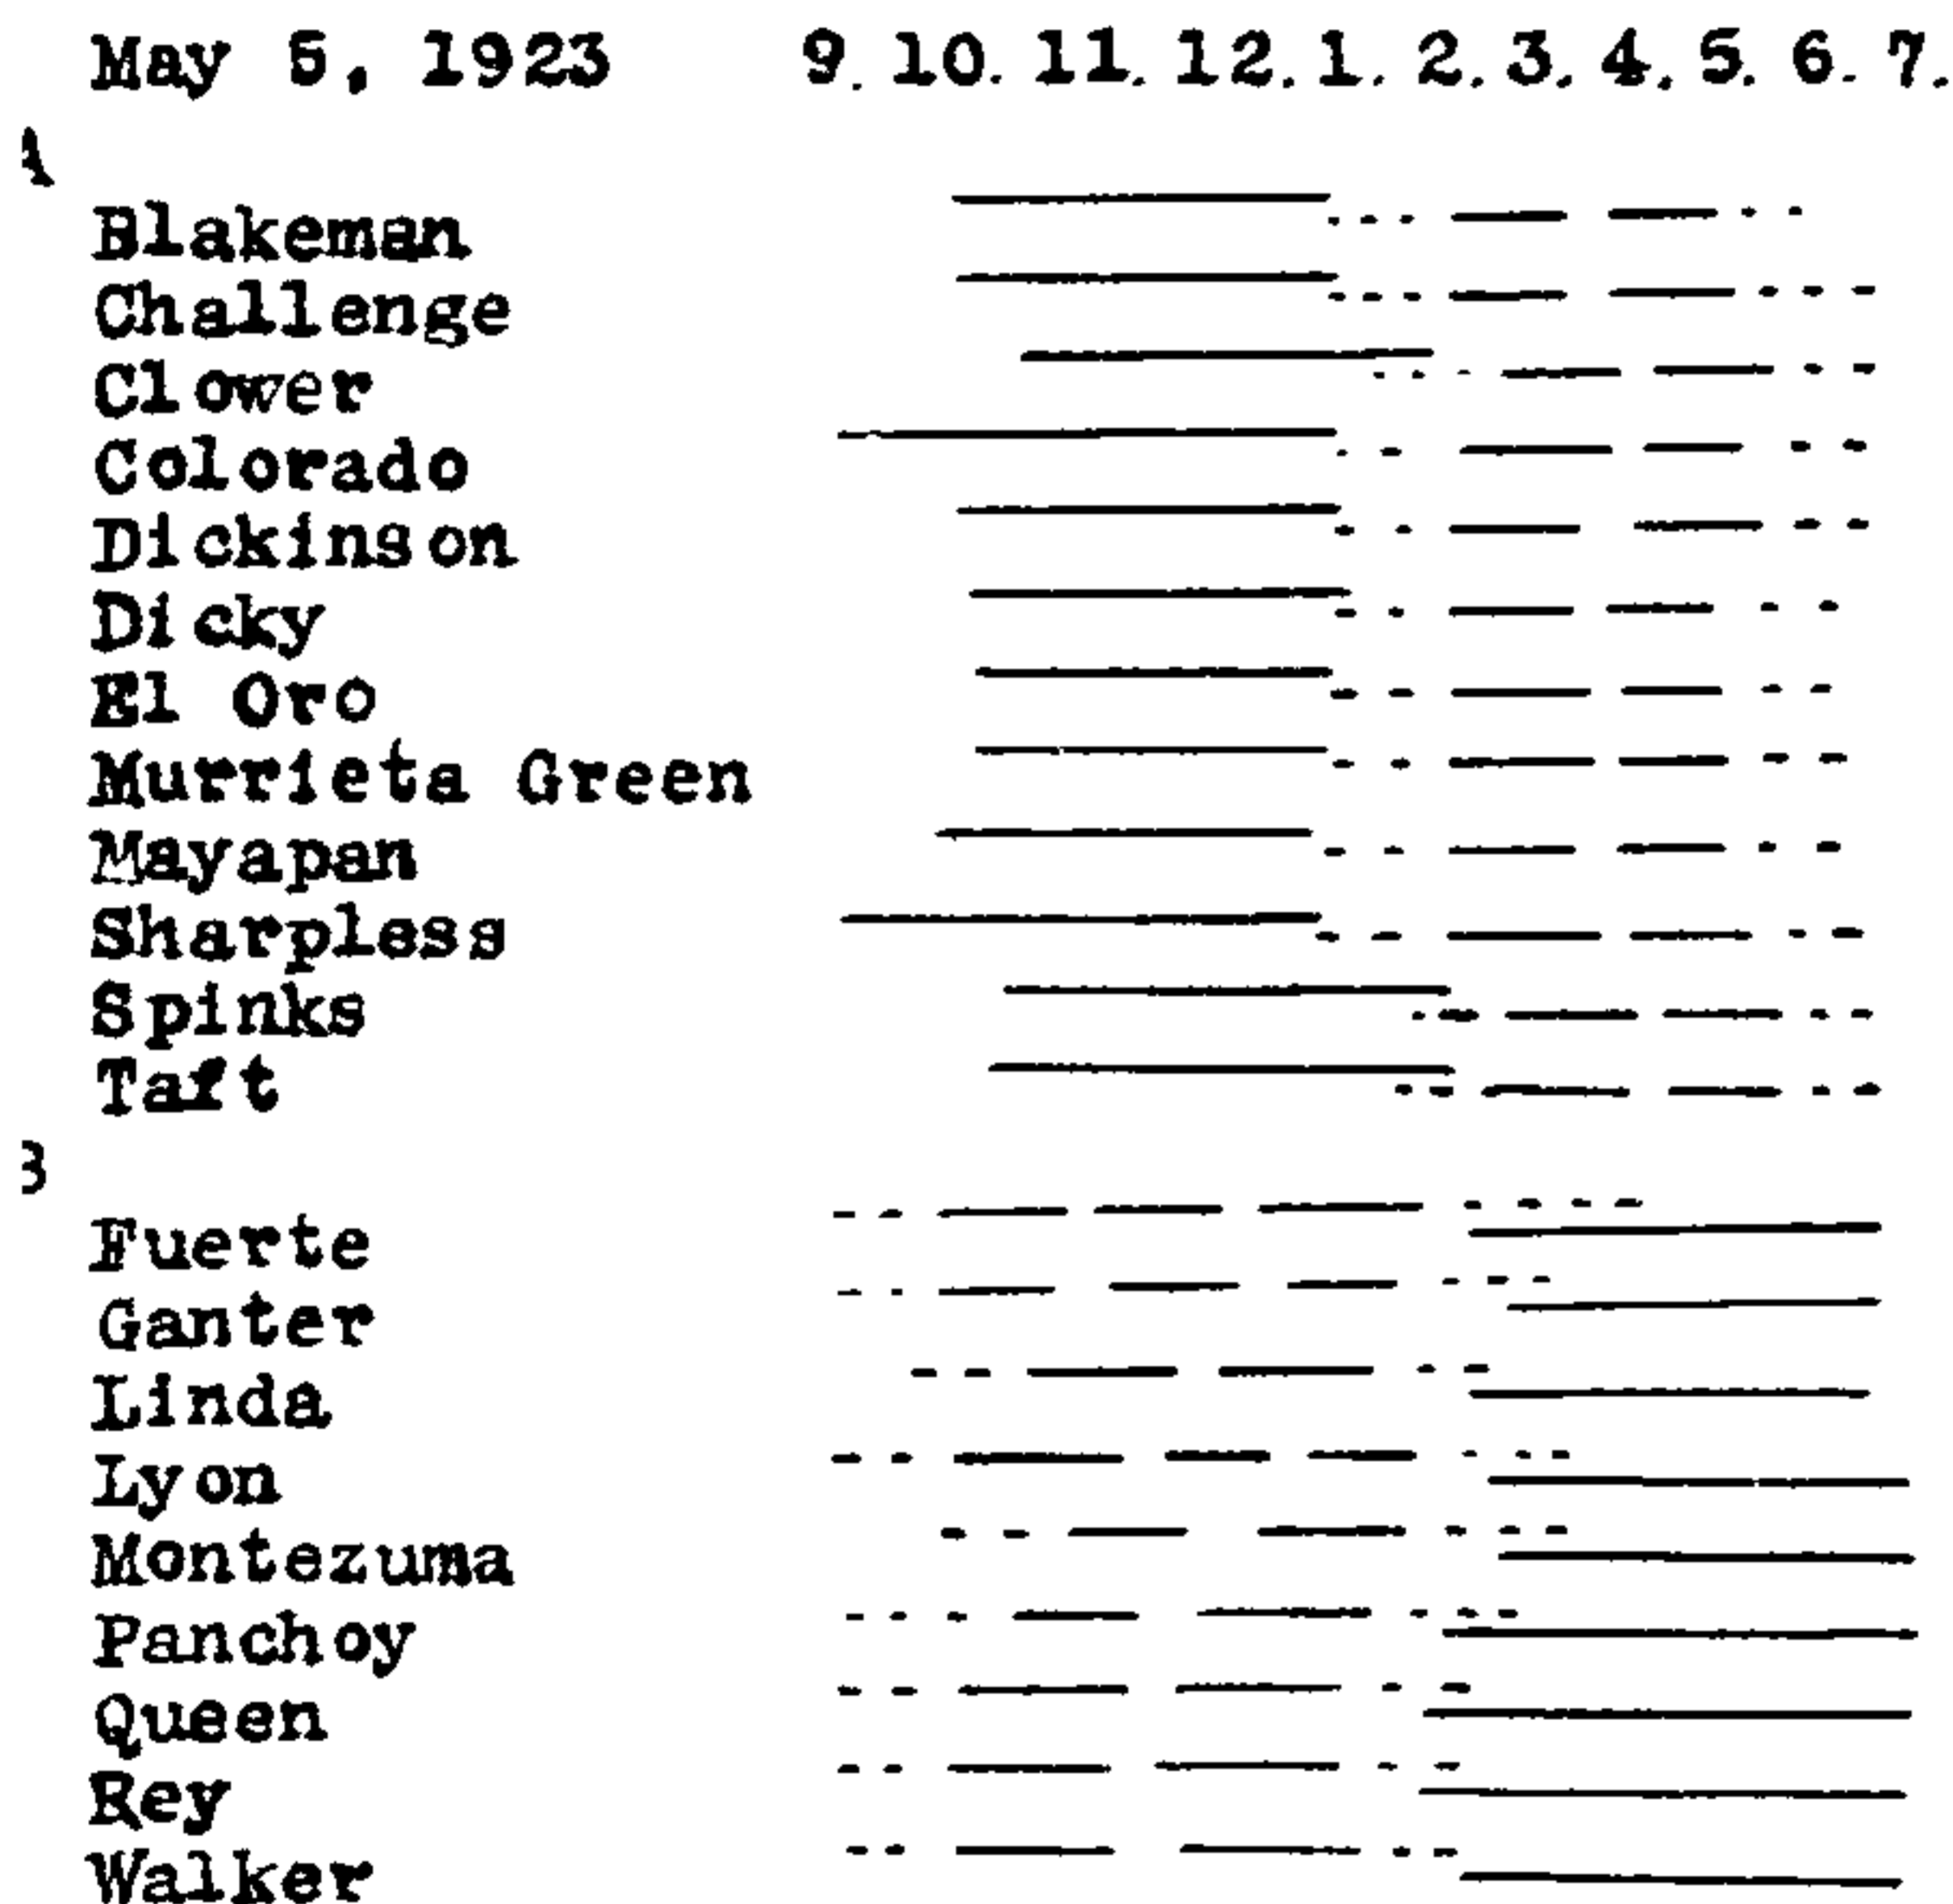 May 5, 1923 9. 10. 11. 12. 1. 2. 3. 4. 5. 6. 7.
A
Blakeman
Challenge
Clower
Colorado
Dickinson
Dicky
El Oro
Murrieta Green
Mayapan
Sharpless
Spinks
Taft
B
Fuerte
Ganter
Linda
Lyon
Montezuma
Panchoy
Queen
Rey
Walker